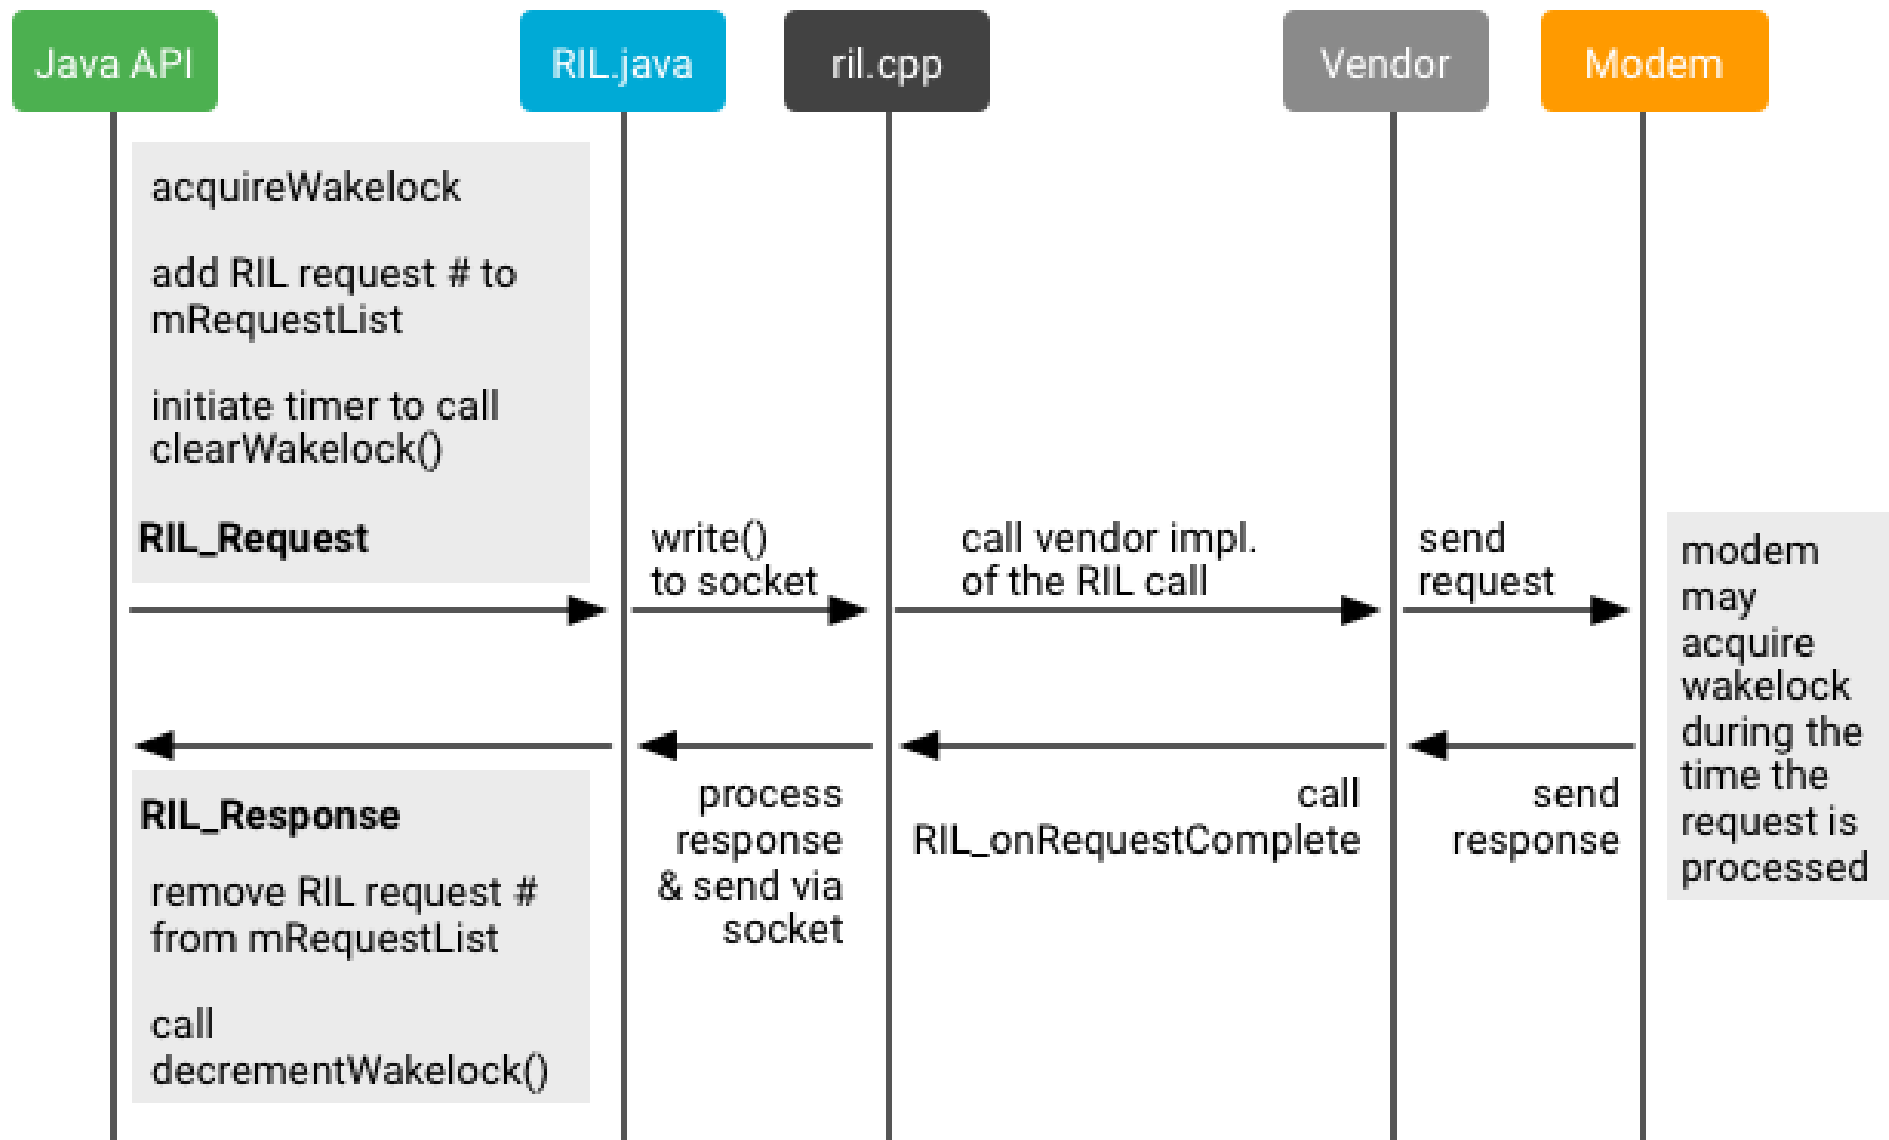 Java API
RIL.java
ril.cpp
Vendor
Modem
acquireWakelock
add RIL request # to
mRequestList
initiate timer to call
clearWakelock()
RIL_Request
write()
to socket
call vendor impl.
of the RIL call
send
request
modem
may
acquire
wakelock
during the
time the
request is
processed
RIL_Response
remove RIL request #
from mRequestList
call
decrementWakelock()
process
response
& send via
socket
call
RIL_onRequestComplete
send
response